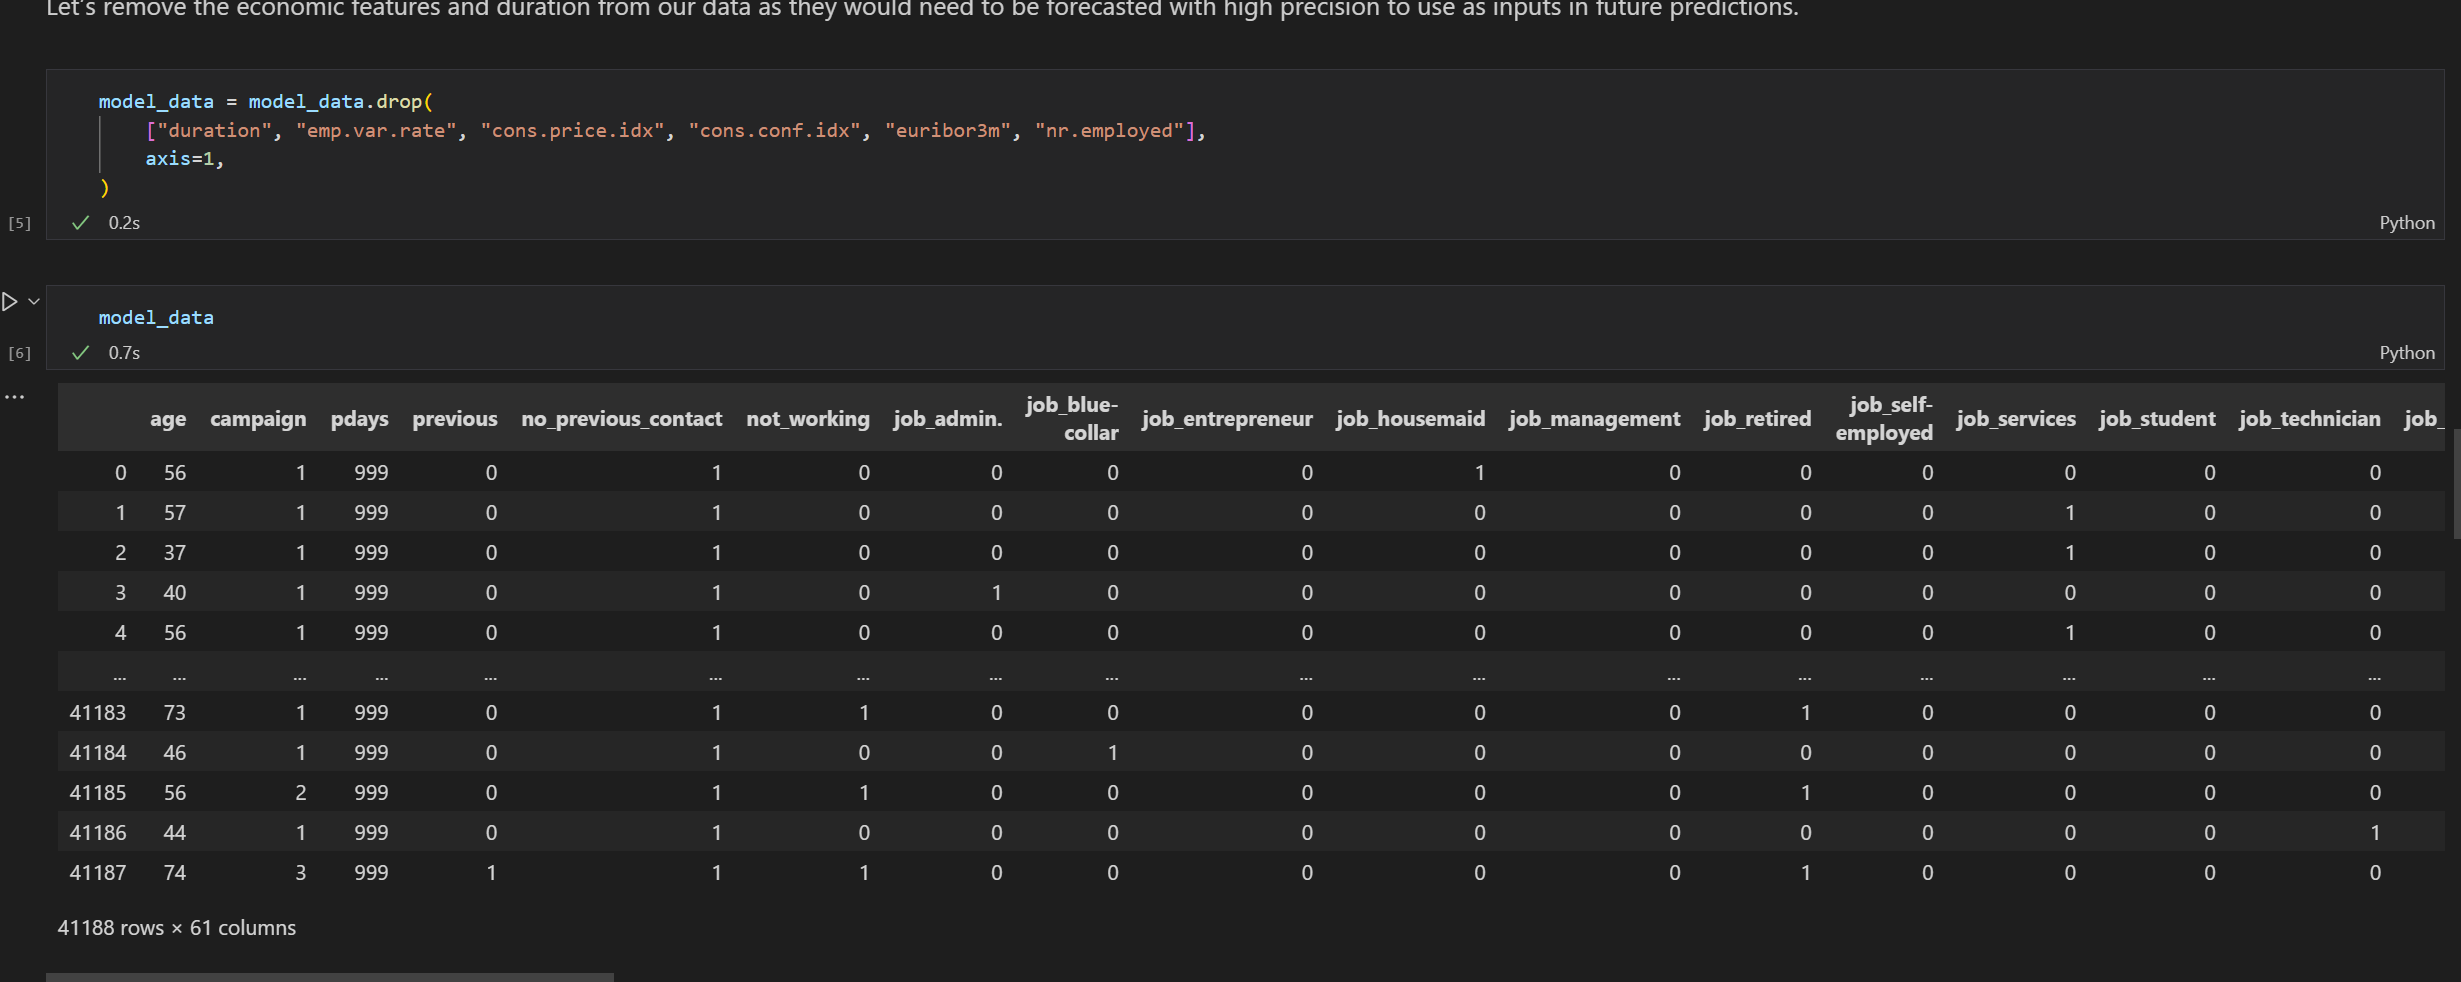 Let's remove the economic features and duration from our data as they would need to be forecasted with high precision to use as inputs in future predictions.
model_data = model_data.drop(
["duration", "emp.var.rate", "cons.price.idx", "cons.conf.idx", "euribor3m", "nr.employed"],
axis=1,
)
[5] 0.2s Python
model_data
[6] 0.7s Python
...
age campaign pdays previous no_previous_contact not_working job_admin. job_blue-collar job_entrepreneur job_housemaid job_management job_retired job_self-employed job_services job_student job_technician job_
0 56 1 999 0 1 0 0 0 0 1 0 0 0 0 0 0
1 57 1 999 0 1 0 0 0 0 0 0 0 0 1 0 0
2 37 1 999 0 1 0 0 0 0 0 0 0 0 1 0 0
3 40 1 999 0 1 0 1 0 0 0 0 0 0 0 0 0
4 56 1 999 0 1 0 0 0 0 0 0 0 0 1 0 0
... ... ... ... ... ... ... ... ... ... ... ... ... ... ... ... ...
41183 73 1 999 0 1 1 0 0 0 0 0 1 0 0 0 0
41184 46 1 999 0 1 0 0 1 0 0 0 0 0 0 0 0
41185 56 2 999 0 1 1 0 0 0 0 0 1 0 0 0 0
41186 44 1 999 0 1 0 0 0 0 0 0 0 0 0 0 1
41187 74 3 999 1 1 1 0 0 0 0 0 1 0 0 0 0
41188 rows × 61 columns